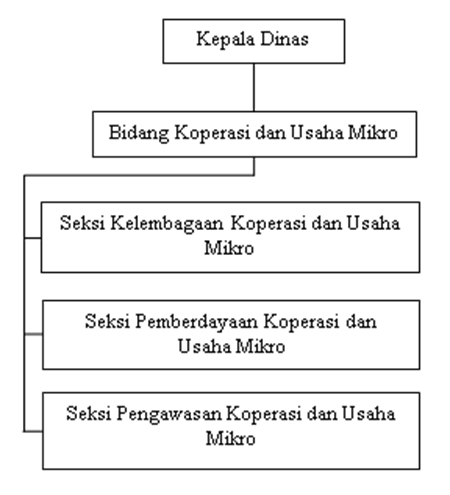 Kepala Dinas
Bidang Koperasi dan Usaha Mikro
Seksi Kelembagaan Koperasi dan Usaha
Mikro
Seksi Pemberdayaan Koperasi dan
Usaha Mikro
Seksi Pengawasan Koperasi dan Usaha
Mikro